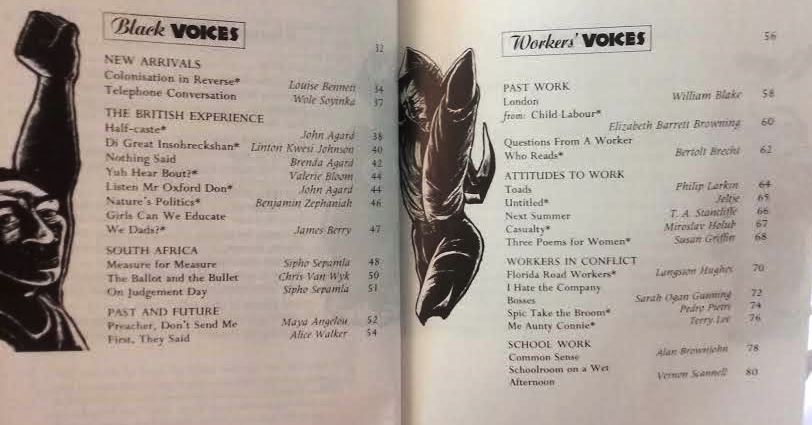 Black VOICES 32
NEW ARRIVALS
Colonisation in Reverse* Louise Bennett 34
Telephone Conversation Wole Soyinka 37
THE BRITISH EXPERIENCE
Half-caste* John Agard 38
Di Great Insohreckshan* Linton Kwesi Johnson 40
Nothing Said Brenda Agard 42
Yuh Hear Bout?* Valerie Bloom 44
Listen Mr Oxford Don* John Agard 44
Nature's Politics* Benjamin Zephaniah 46
Girls Can We Educate
We Dads?* James Berry 47
SOUTH AFRICA
Measure for Measure Sipho Sepamla 48
The Ballot and the Bullet Chris Van Wyk 50
On Judgement Day Sipho Sepamla 51
PAST AND FUTURE
Preacher, Don't Send Me Maya Angelou 52
First, They Said Alice Walker 54
Workers' VOICES 56
PAST WORK
London William Blake 58
from: Child Labour*
Elizabeth Barrett Browning 60
Questions From A Worker
Who Reads* Bertolt Brecht 62
ATTITUDES TO WORK
Toads Philip Larkin 64
Untitled* Jeltje 65
Next Summer T. A. Stancliffe 66
Casualty* Miroslav Holub 67
Three Poems for Women* Susan Griffin 68
WORKERS IN CONFLICT
Florida Road Workers* Langston Hughes 70
I Hate the Company
Bosses Sarah Ogan Gunning 72
Spic Take the Broom* Pedro Pietri 74
Me Aunty Connie* Terry Lee 76
SCHOOL WORK
Common Sense Alan Brownjohn 78
Schoolroom on a Wet
Afternoon Vernon Scannell 80